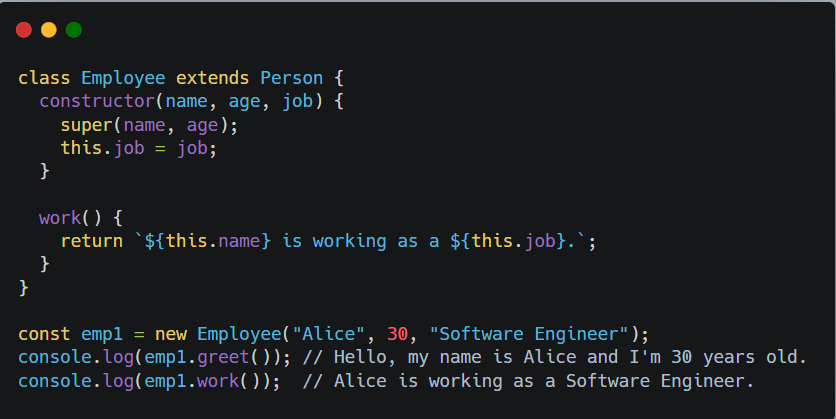 class Employee extends Person {
  constructor(name, age, job) {
    super(name, age);
    this.job = job;
  }

  work() {
    return `${this.name} is working as a ${this.job}.`;
  }
}

const emp1 = new Employee("Alice", 30, "Software Engineer");
console.log(emp1.greet()); // Hello, my name is Alice and I'm 30 years old.
console.log(emp1.work());  // Alice is working as a Software Engineer.